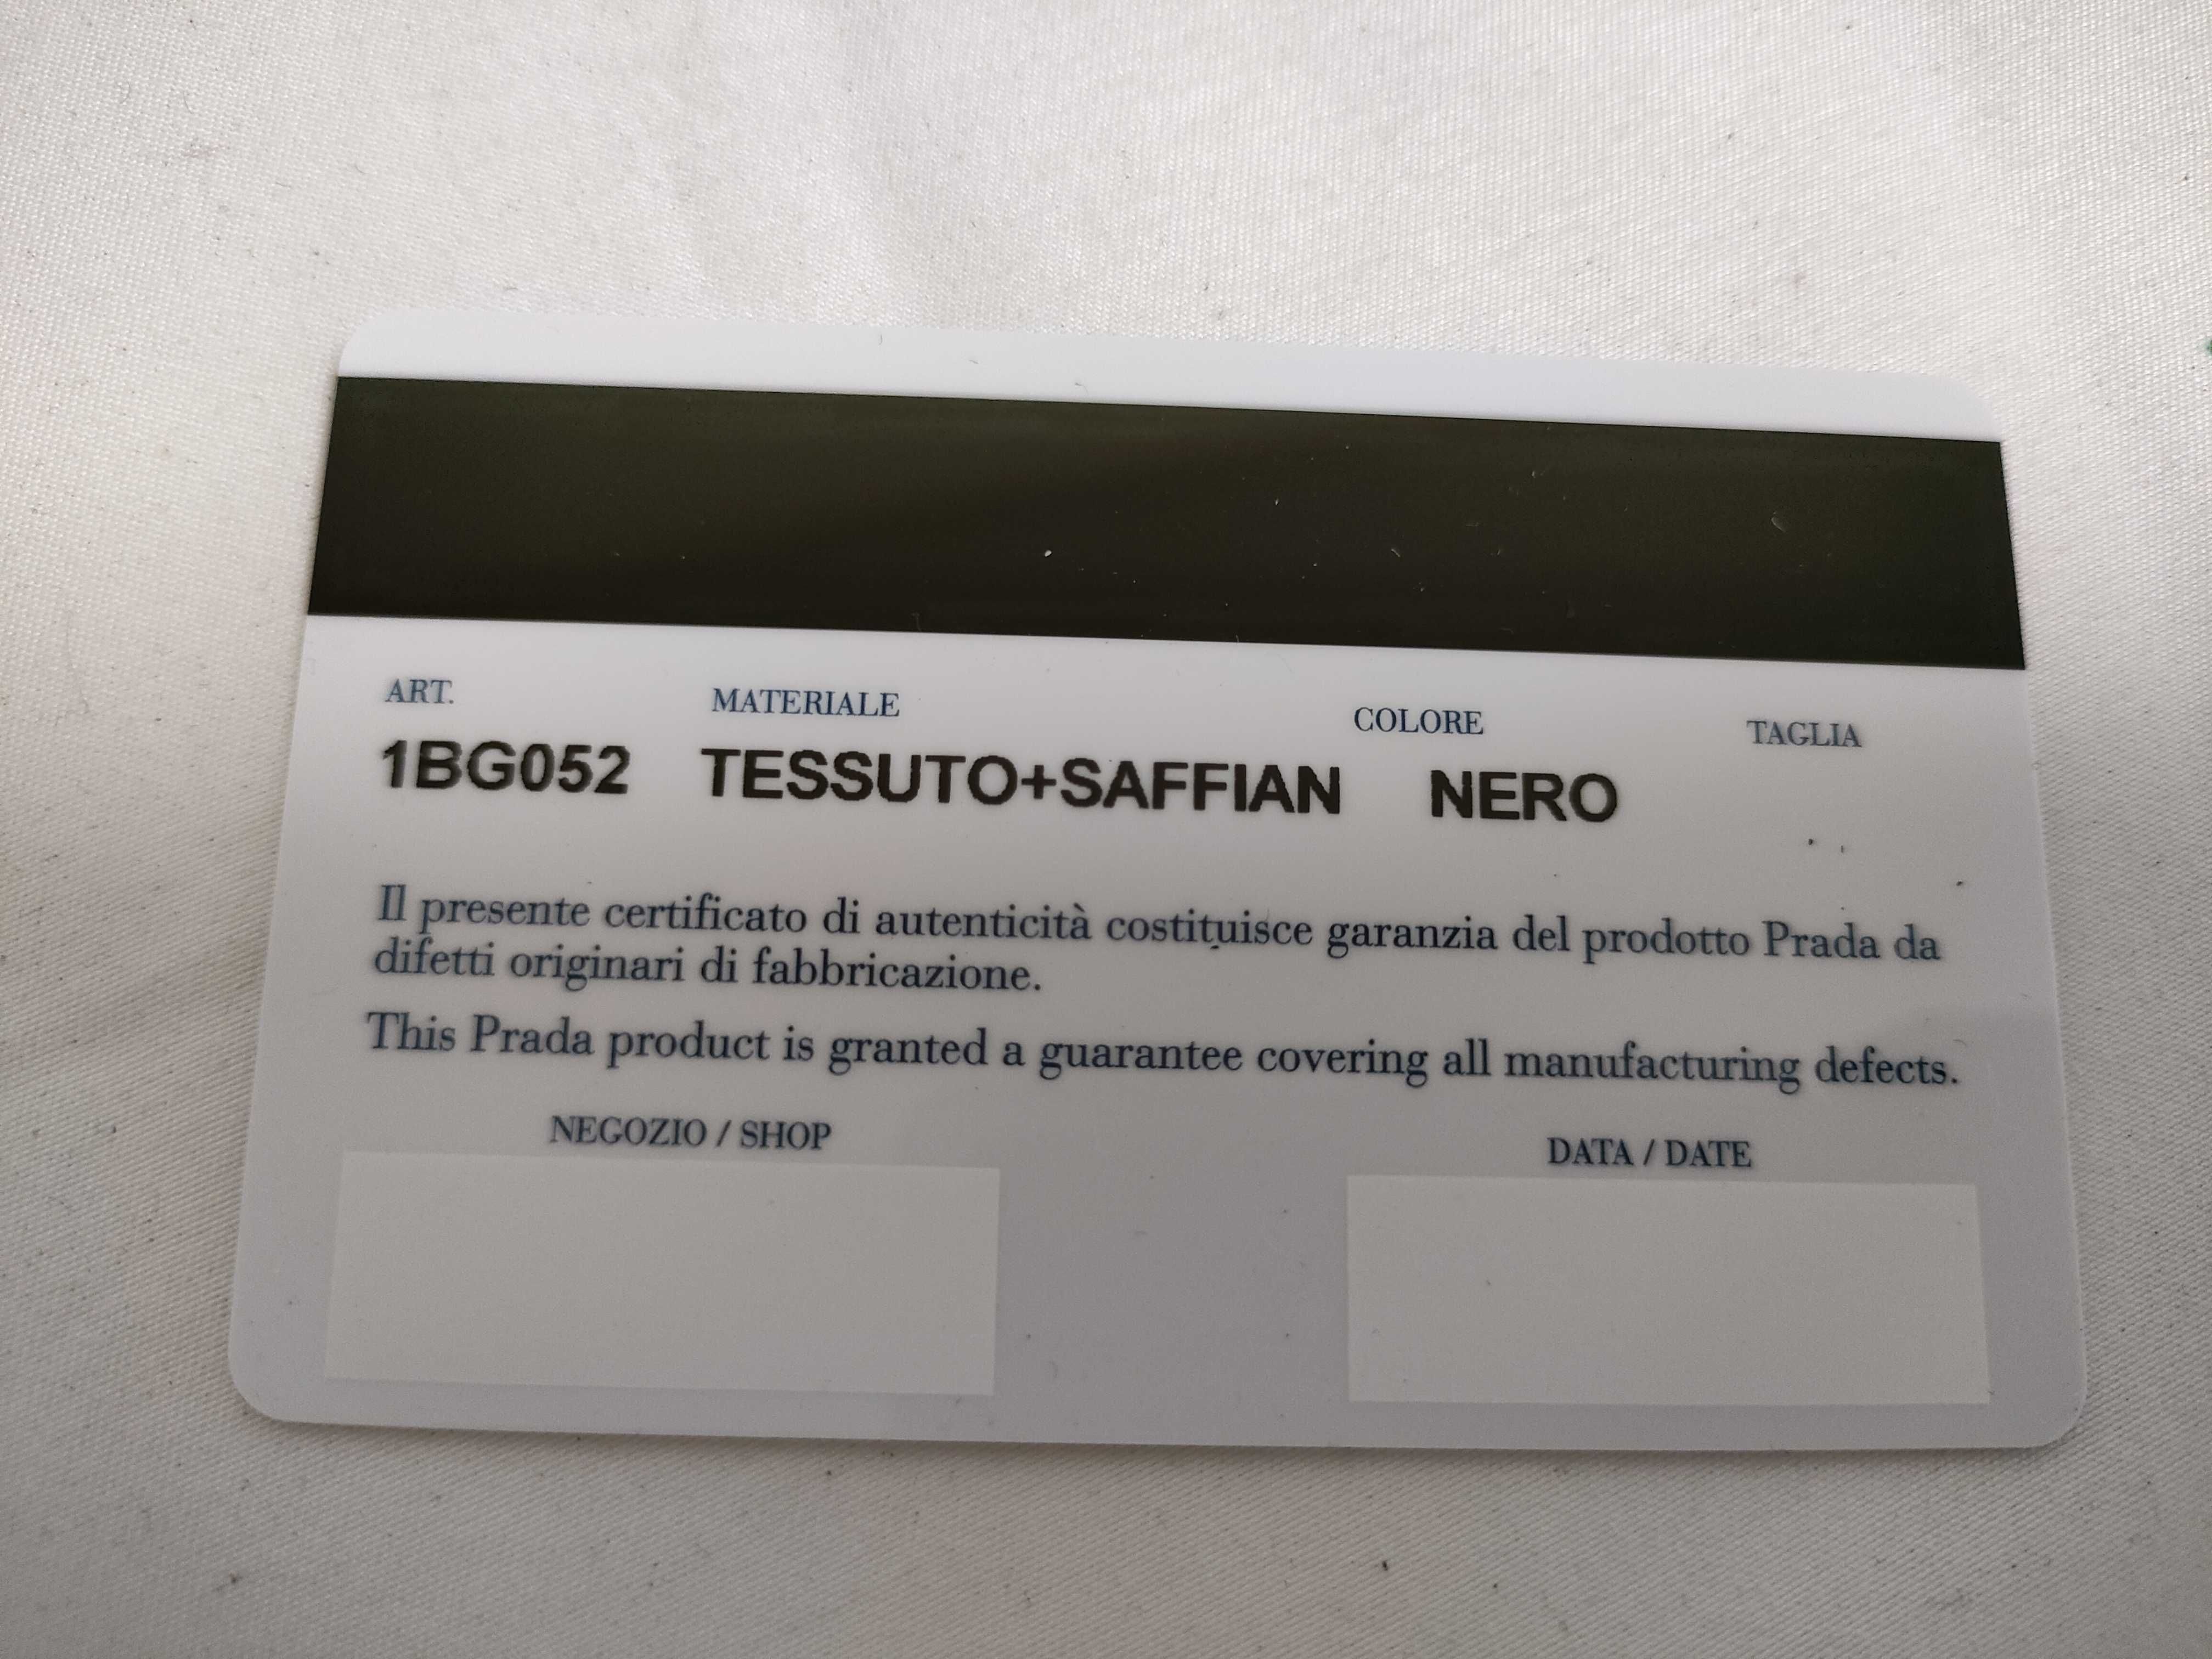 ART. MATERIALE COLORE TAGLIA
1BG052 TESSUTO+SAFFIAN NERO
Il presente certificato di autenticità costituisce garanzia del prodotto Prada da
difetti originari di fabbricazione.
This Prada product is granted a guarantee covering all manufacturing defects.
NEGOZIO / SHOP DATA / DATE